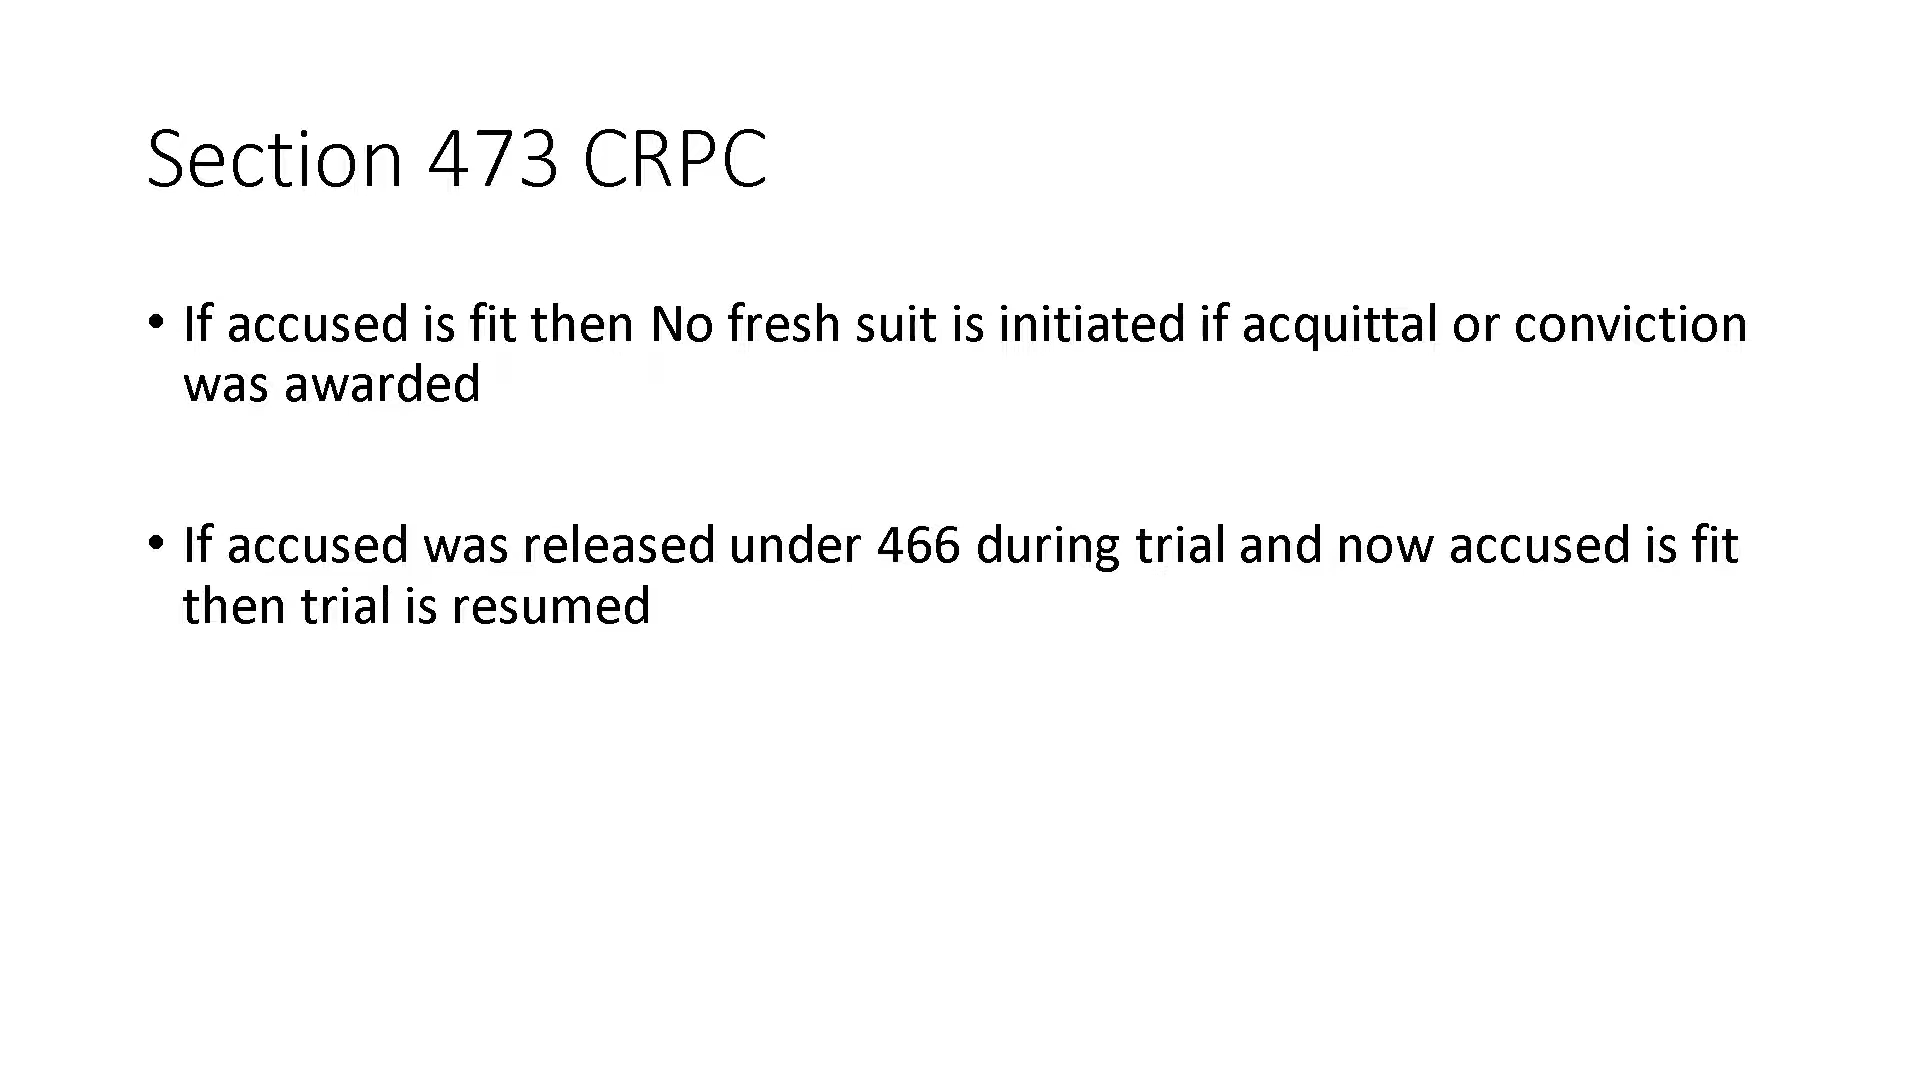 Section 473 CRPC
• If accused is fit then No fresh suit is initiated if acquittal or conviction
was awarded
• If accused was released under 466 during trial and now accused is fit
then trial is resumed